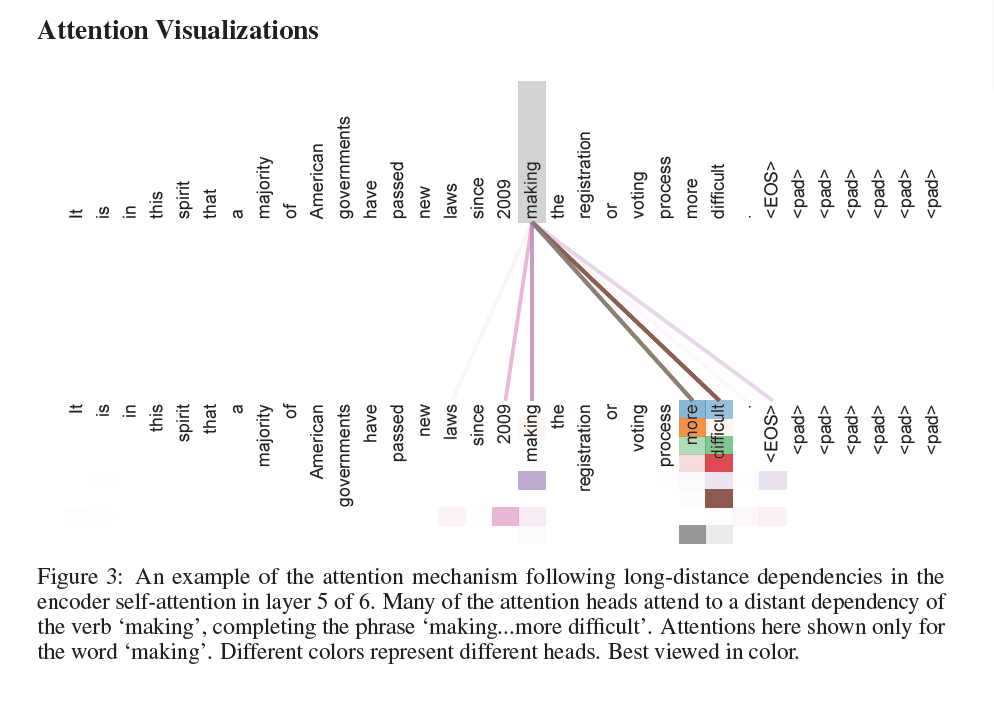 Attention Visualizations
It is in this spirit that a majority of American governments have passed new laws since 2009 making the registration or voting process more difficult . <EOS> <pad> <pad> <pad> <pad> <pad> <pad>
It is in this spirit that a majority of American governments have passed new laws since 2009 making the registration or voting process more difficult . <EOS> <pad> <pad> <pad> <pad> <pad> <pad>
Figure 3: An example of the attention mechanism following long-distance dependencies in the
encoder self-attention in layer 5 of 6. Many of the attention heads attend to a distant dependency of
the verb ‘making’, completing the phrase ‘making...more difficult’. Attentions here shown only for
the word ‘making’. Different colors represent different heads. Best viewed in color.